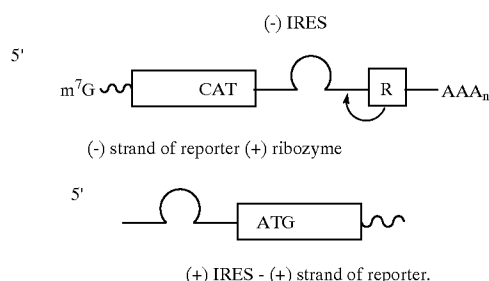 (-) IRES
5'
m⁷G CAT R AAAₙ
(-) strand of reporter (+) ribozyme
5'
ATG
(+) IRES - (+) strand of reporter.